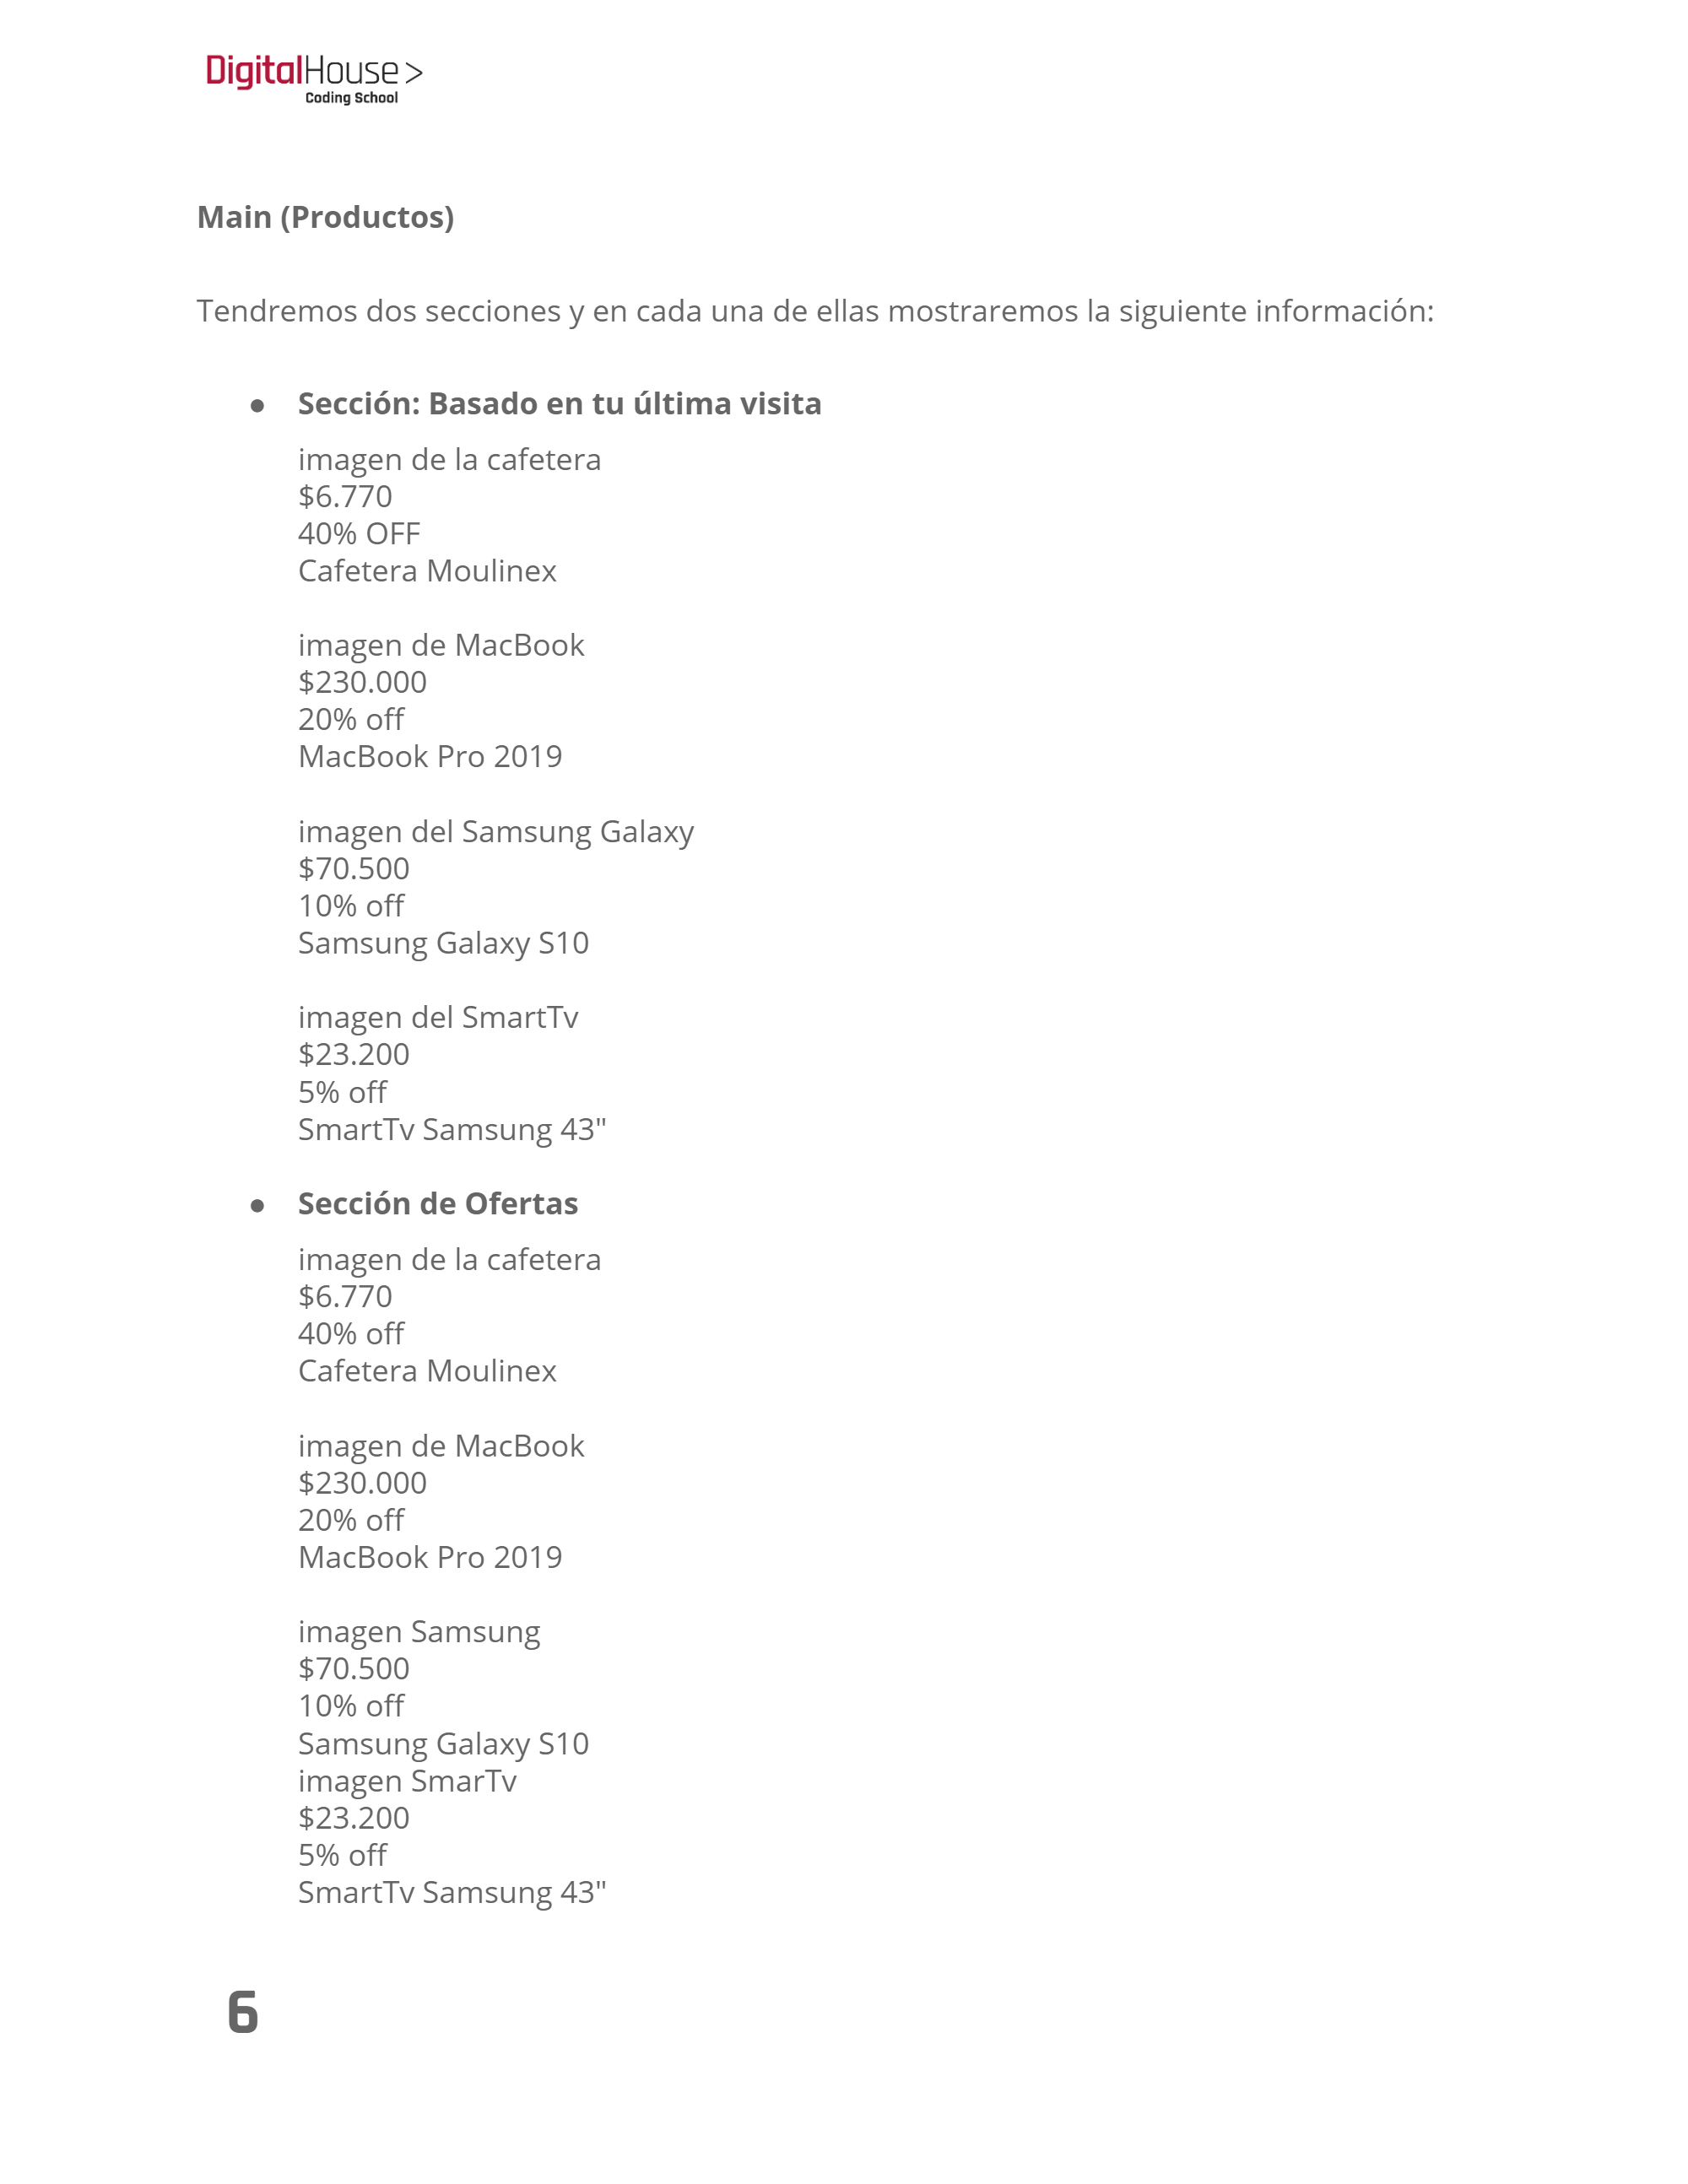 DigitalHouse >
Coding School
Main (Productos)
Tendremos dos secciones y en cada una de ellas mostraremos la siguiente información:
● Sección: Basado en tu última visita
imagen de la cafetera
$6.770
40% OFF
Cafetera Moulinex
imagen de MacBook
$230.000
20% off
MacBook Pro 2019
imagen del Samsung Galaxy
$70.500
10% off
Samsung Galaxy S10
imagen del SmartTv
$23.200
5% off
SmartTv Samsung 43"
● Sección de Ofertas
imagen de la cafetera
$6.770
40% off
Cafetera Moulinex
imagen de MacBook
$230.000
20% off
MacBook Pro 2019
imagen Samsung
$70.500
10% off
Samsung Galaxy S10
imagen SmarTv
$23.200
5% off
SmartTv Samsung 43"
6